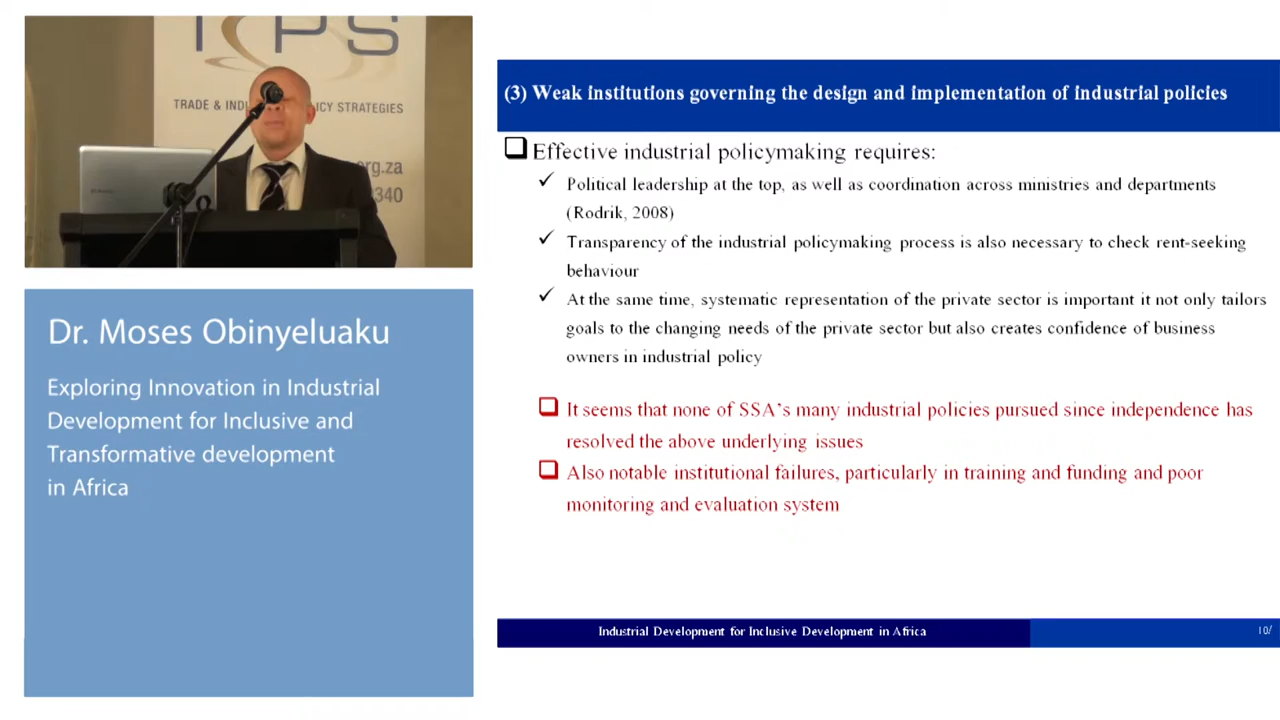 TIPS
TRADE & INDU CY STRATEGIES
org.za
340
Dr. Moses Obinyeluaku
Exploring Innovation in Industrial
Development for Inclusive and
Transformative development
in Africa
(3) Weak institutions governing the design and implementation of industrial policies
Effective industrial policymaking requires:
Political leadership at the top, as well as coordination across ministries and departments
(Rodrik, 2008)
Transparency of the industrial policymaking process is also necessary to check rent-seeking
behaviour
At the same time, systematic representation of the private sector is important it not only tailors
goals to the changing needs of the private sector but also creates confidence of business
owners in industrial policy
It seems that none of SSA's many industrial policies pursued since independence has
resolved the above underlying issues
Also notable institutional failures, particularly in training and funding and poor
monitoring and evaluation system
Industrial Development for Inclusive Development in Africa
10/